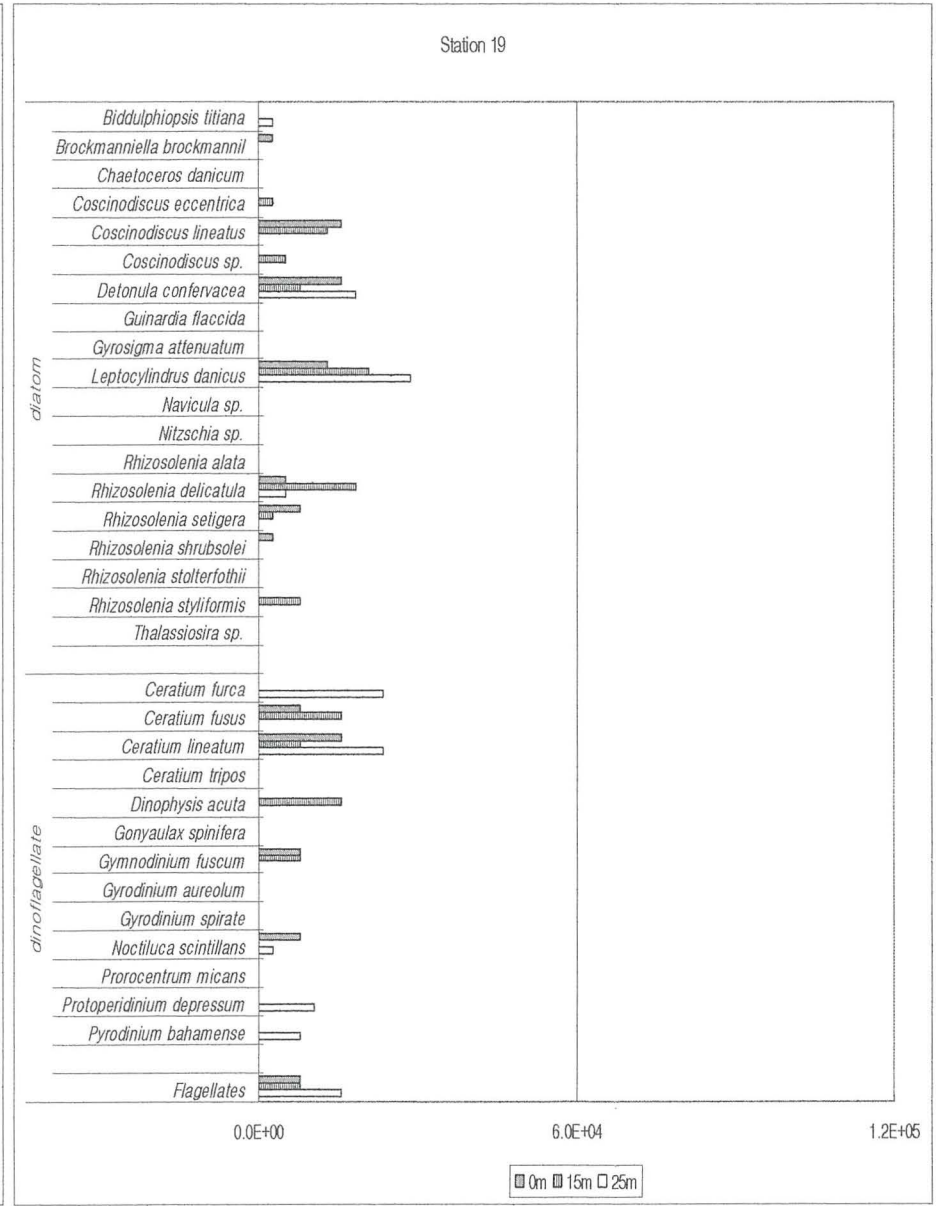 Station 19
diatom
Biddulphiopsis titiana
Brockmanniella brockmannil
Chaetoceros danicum
Coscinodiscus eccentrica
Coscinodiscus lineatus
Coscinodiscus sp.
Detonula confervacea
Guinardia flaccida
Gyrosigma attenuatum
Leptocylindrus danicus
Navicula sp.
Nitzschia sp.
Rhizosolenia alata
Rhizosolenia delicatula
Rhizosolenia setigera
Rhizosolenia shrubsolei
Rhizosolenia stolterfothii
Rhizosolenia styliformis
Thalassiosira sp.
dinoflagellate
Ceratium furca
Ceratium fusus
Ceratium lineatum
Ceratium tripos
Dinophysis acuta
Gonyaulax spinifera
Gymnodinium fuscum
Gyrodinium aureolum
Gyrodinium spirate
Noctiluca scintillans
Prorocentrum micans
Protoperidinium depressum
Pyrodinium bahamense
Flagellates
0.0E+00 6.0E+04 1.2E+05
0m 15m 25m